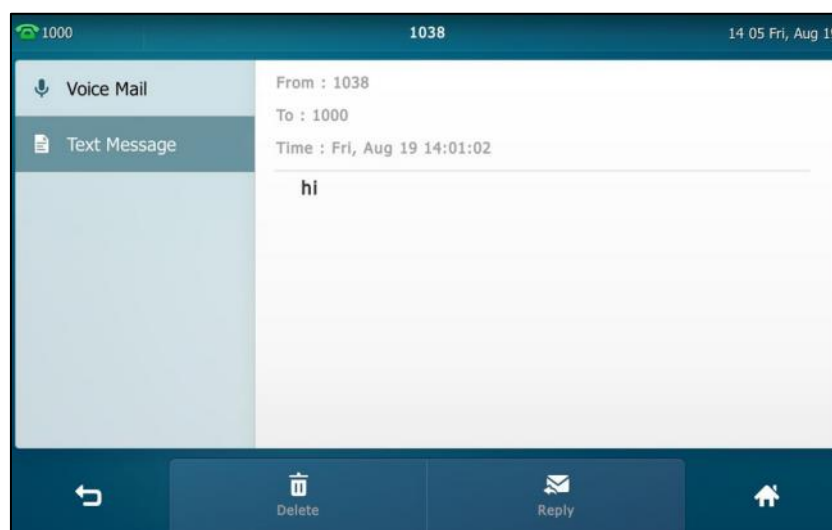 1000
1038
14 05 Fri, Aug 19
Voice Mail
Text Message
From : 1038
To : 1000
Time : Fri, Aug 19 14:01:02
hi
Delete
Reply